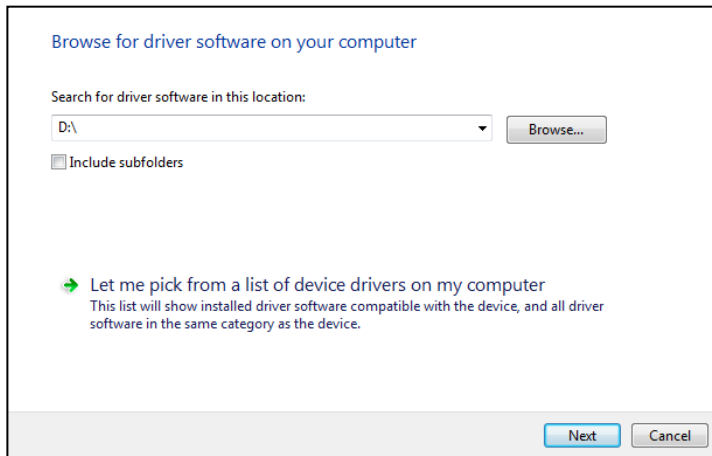 Browse for driver software on your computer
Search for driver software in this location:
D:\
Browse...
Include subfolders
Let me pick from a list of device drivers on my computer
This list will show installed driver software compatible with the device, and all driver
software in the same category as the device.
Next
Cancel